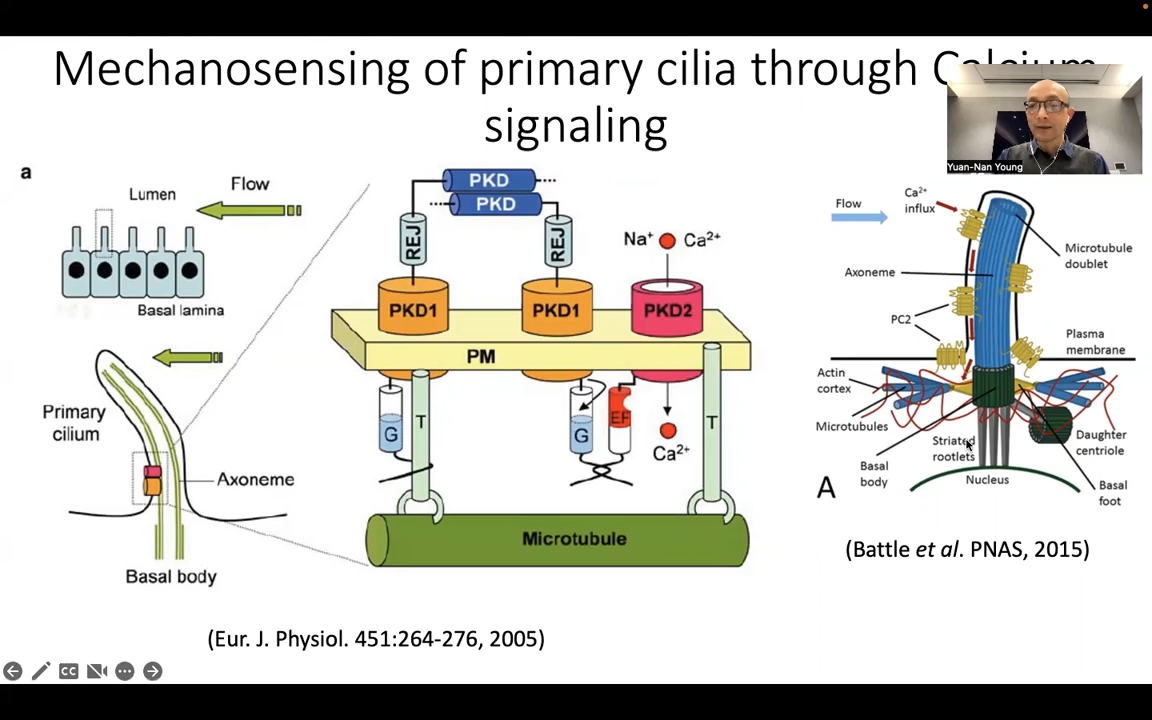 Mechanosensing of primary cilia through Calcium
signaling
Yuan-Nan Young
a
Lumen
Flow
Basal lamina
Primary
cilium
Axoneme
Basal body
PKD
PKD
REJ
REJ
Na⁺
Ca²⁺
PKD1
PKD1
PKD2
PM
G
T
G
EF
T
Ca²⁺
Microtubule
(Eur. J. Physiol. 451:264-276, 2005)
Flow
Ca²⁺
influx
Microtubule
doublet
Axoneme
PC2
Plasma
membrane
Actin
cortex
Microtubules
Striated
rootlets
Daughter
centriole
Basal
body
Nucleus
Basal
foot
A
(Battle et al. PNAS, 2015)
CC